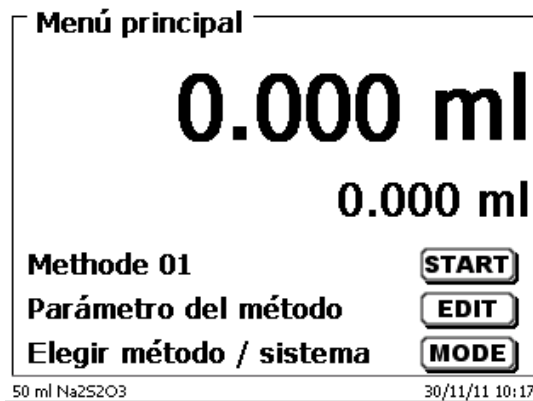 Menú principal
0.000 ml
0.000 ml
Methode 01 START
Parámetro del método EDIT
Elegir método / sistema MODE
50 ml Na2S2O3 30/11/11 10:17